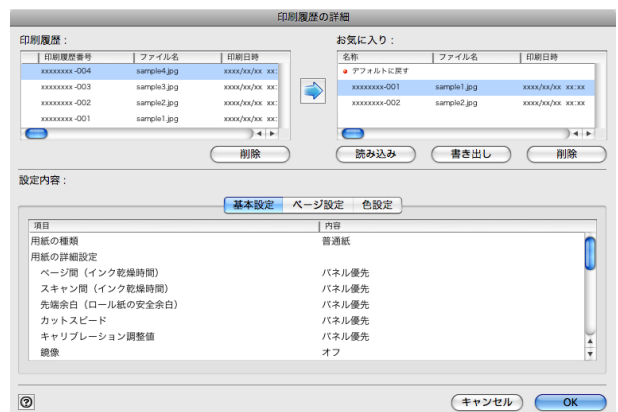 印刷履歴の詳細
印刷履歴：
印刷履歴番号 ファイル名 印刷日時
xxxxxxxx-004 sample4.jpg xxxx/xx/xx xx:
xxxxxxxx-003 sample3.jpg xxxx/xx/xx xx:
xxxxxxxx-002 sample2.jpg xxxx/xx/xx xx:
xxxxxxxx-001 sample1.jpg xxxx/xx/xx xx:
削除
お気に入り：
名称 ファイル名 印刷日時
デフォルトに戻す
xxxxxxxx-001 sample1.jpg xxxx/xx/xx xx:xx
xxxxxxxx-002 sample2.jpg xxxx/xx/xx xx:xx
読み込み 書き出し 削除
設定内容：
基本設定 ページ設定 色設定
項目 内容
用紙の種類 普通紙
用紙の詳細設定
ページ間（インク乾燥時間） パネル優先
スキャン間（インク乾燥時間） パネル優先
先端余白（ロール紙の安全余白） パネル優先
カットスピード パネル優先
キャリブレーション調整値 パネル優先
鏡像 オフ
? キャンセル OK